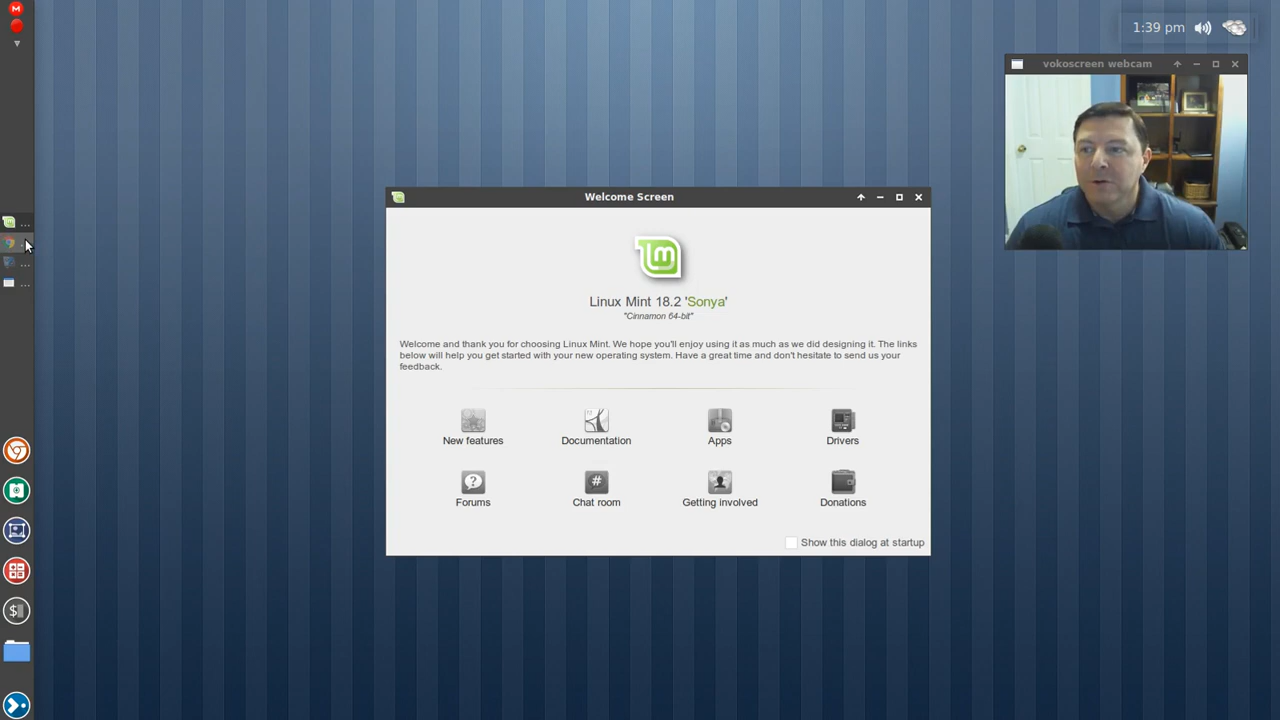 1:39 pm
vokoscreen webcam
Welcome Screen
Linux Mint 18.2 'Sonya'
"Cinnamon 64-bit"
Welcome and thank you for choosing Linux Mint. We hope you'll enjoy using it as much as we did designing it. The links
below will help you get started with your new operating system. Have a great time and don't hesitate to send us your
feedback.
New features
Documentation
Apps
Drivers
Forums
Chat room
Getting involved
Donations
Show this dialog at startup